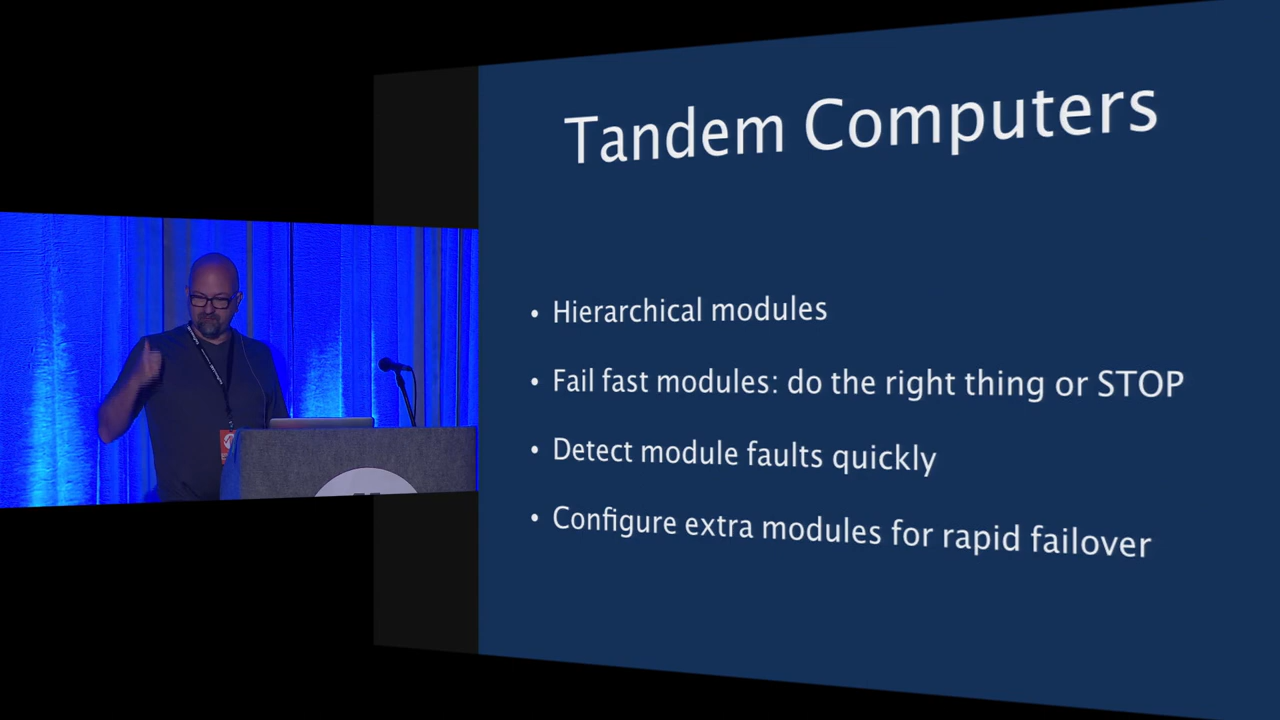 Tandem Computers
• Hierarchical modules
• Fail fast modules: do the right thing or STOP
• Detect module faults quickly
• Configure extra modules for rapid failover